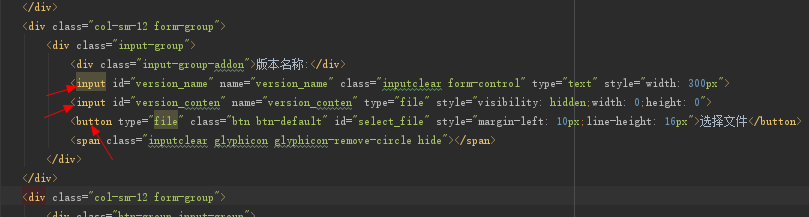 </div>
<div class="col-sm-12 form-group">
<div class="input-group">
<div class="input-group-addon">版本名称:</div>
<input id="version_name" name="version_name" class="inputclear form-control" type="text" style="width: 300px">
<input id="version_conten" name="version_conten" type="file" style="visibility: hidden;width: 0;height: 0">
<button type="file" class="btn btn-default" id="select_file" style="margin-left: 10px;line-height: 16px">选择文件</button>
<span class="inputclear glyphicon glyphicon-remove-circle hide"></span>
</div>
</div>
<div class="col-sm-12 form-group">
<div class="btn-group input-group">